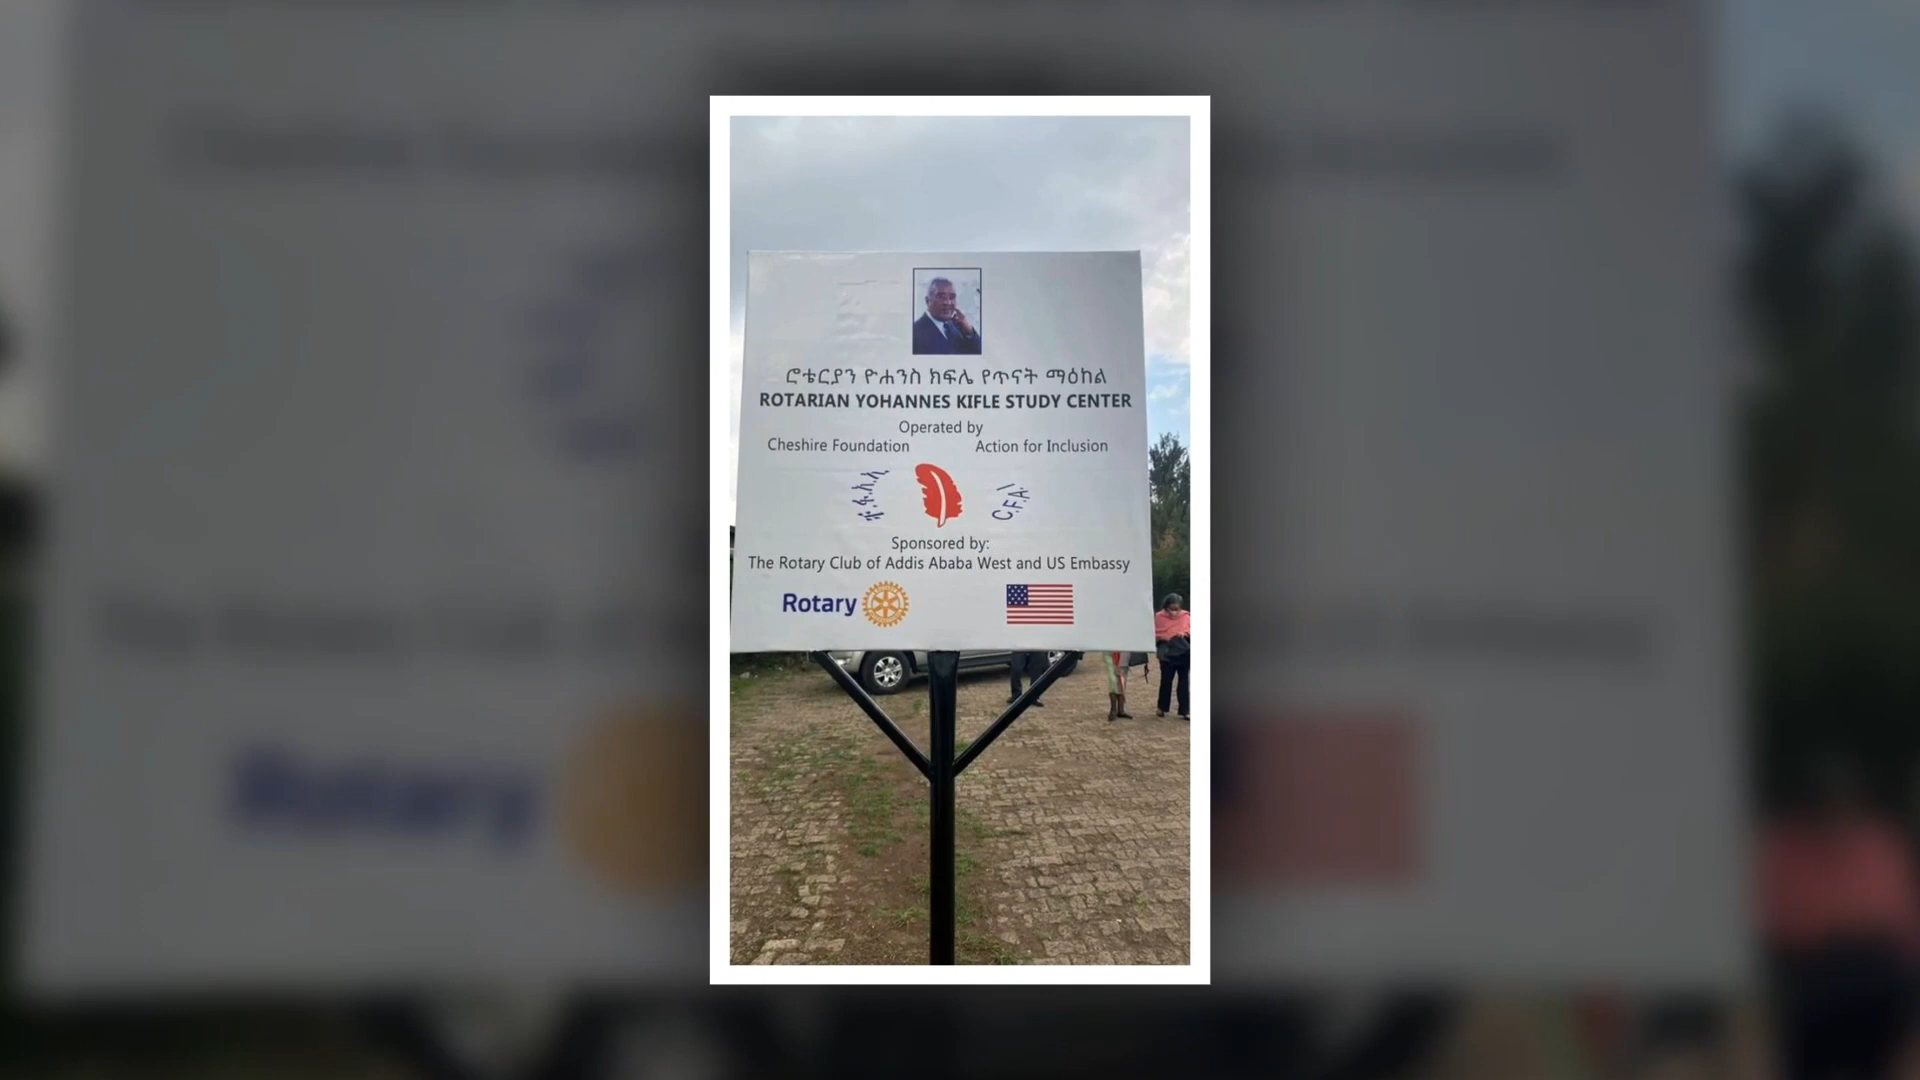 ሮቴርያን ዮሐንስ ክፍሌ የጥናት ማዕከል
ROTARIAN YOHANNES KIFLE STUDY CENTER
Operated by
Cheshire Foundation Action for Inclusion
ቼ.ፋ.አ.ኢ
C.F.A.I
Sponsored by:
The Rotary Club of Addis Ababa West and US Embassy
Rotary